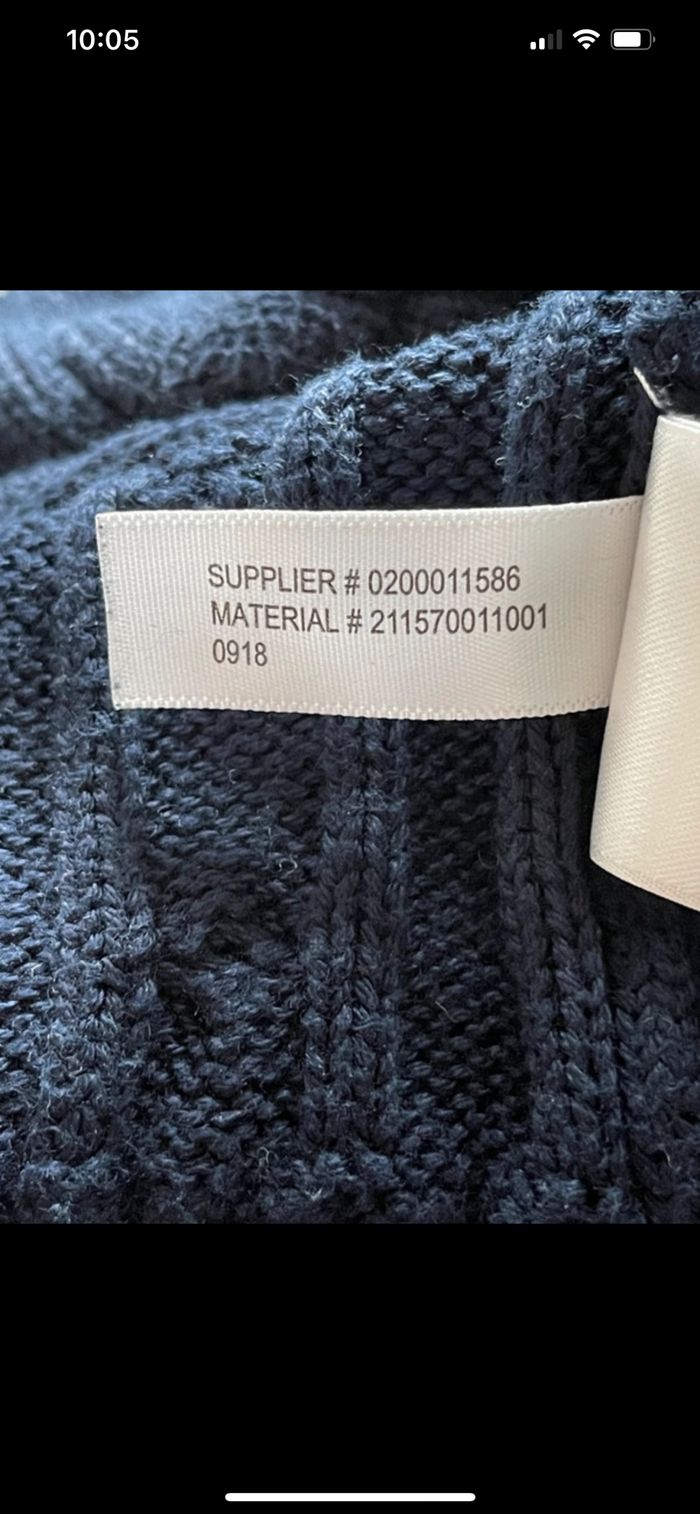 10:05
SUPPLIER # 0200011586
MATERIAL # 211570011001
0918